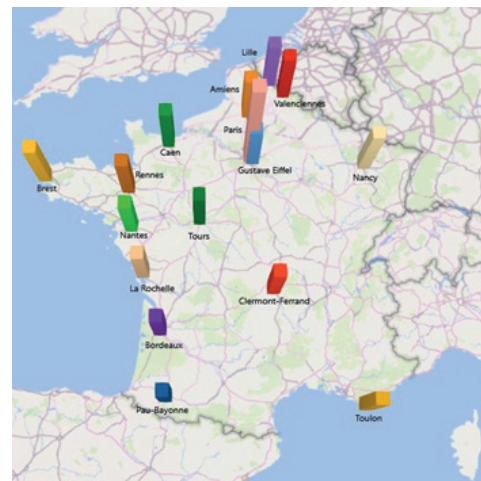 Lille
Amiens
Valenciennes
Paris
Caen
Gustave Eiffel
Nancy
Rennes
Brest
Nantes
Tours
La Rochelle
Clermont-Ferrand
Bordeaux
Pau-Bayonne
Toulon